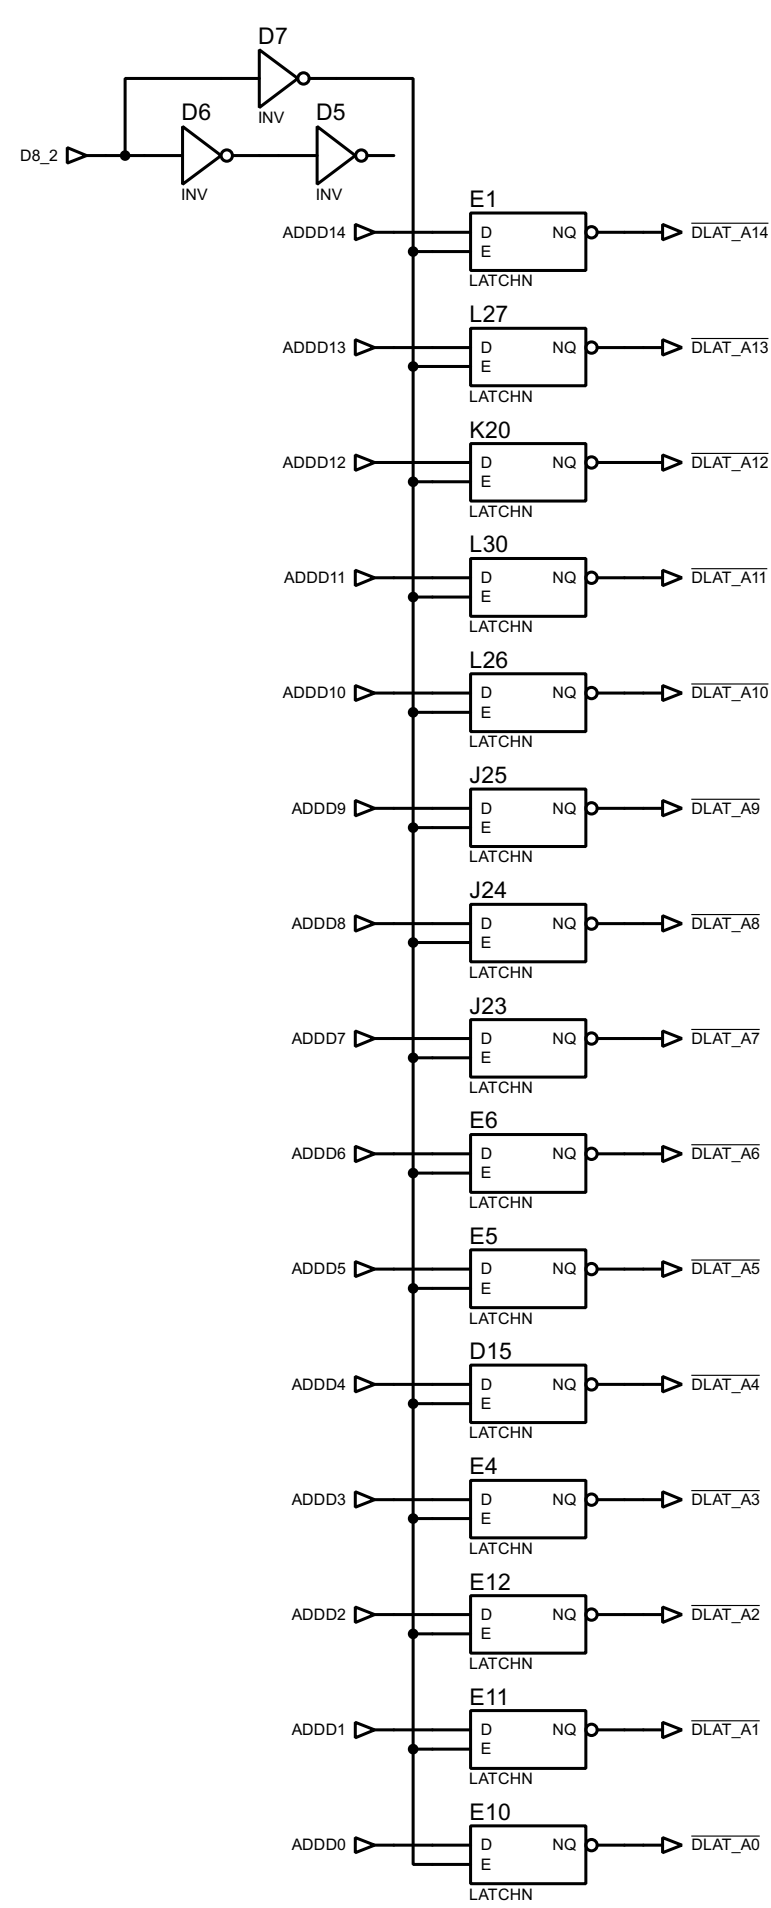 D7
INV
D6 D5
D8_2
INV INV
E1
ADDD14 D NQ DLAT_A14
E
LATCHN
L27
ADDD13 D NQ DLAT_A13
E
LATCHN
K20
ADDD12 D NQ DLAT_A12
E
LATCHN
L30
ADDD11 D NQ DLAT_A11
E
LATCHN
L26
ADDD10 D NQ DLAT_A10
E
LATCHN
J25
ADDD9 D NQ DLAT_A9
E
LATCHN
J24
ADDD8 D NQ DLAT_A8
E
LATCHN
J23
ADDD7 D NQ DLAT_A7
E
LATCHN
E6
ADDD6 D NQ DLAT_A6
E
LATCHN
E5
ADDD5 D NQ DLAT_A5
E
LATCHN
D15
ADDD4 D NQ DLAT_A4
E
LATCHN
E4
ADDD3 D NQ DLAT_A3
E
LATCHN
E12
ADDD2 D NQ DLAT_A2
E
LATCHN
E11
ADDD1 D NQ DLAT_A1
E
LATCHN
E10
ADDD0 D NQ DLAT_A0
E
LATCHN